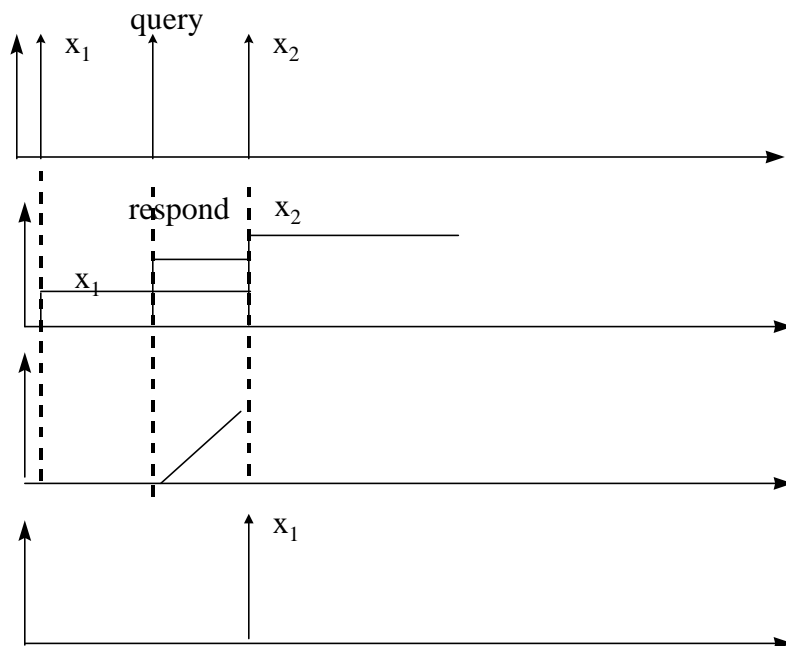 query
x₁ x₂
respond x₂
x₁
x₁